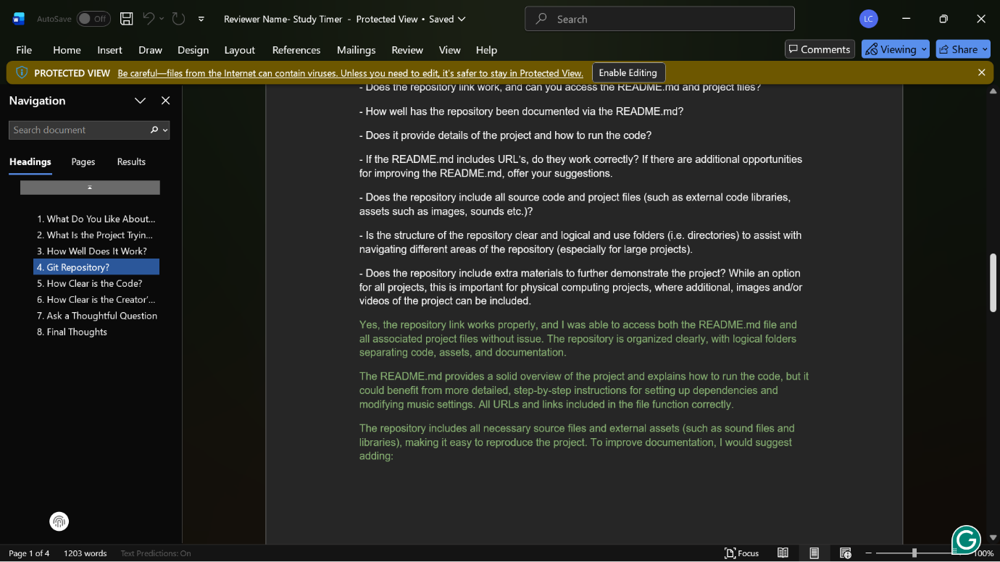 AutoSave Off Reviewer Name- Study Timer - Protected View • Saved Search LC
File Home Insert Draw Design Layout References Mailings Review View Help Comments Viewing Share
PROTECTED VIEW Be careful—files from the Internet can contain viruses. Unless you need to edit, it's safer to stay in Protected View. Enable Editing
Navigation
Search document
Headings Pages Results
1. What Do You Like About...
2. What Is the Project Tryin...
3. How Well Does It Work?
4. Git Repository?
5. How Clear is the Code?
6. How Clear is the Creator'...
7. Ask a Thoughtful Question
8. Final Thoughts
- Does the repository link work, and can you access the README.md and project files?
- How well has the repository been documented via the README.md?
- Does it provide details of the project and how to run the code?
- If the README.md includes URL's, do they work correctly? If there are additional opportunities
for improving the README.md, offer your suggestions.
- Does the repository include all source code and project files (such as external code libraries,
assets such as images, sounds etc.)?
- Is the structure of the repository clear and logical and use folders (i.e. directories) to assist with
navigating different areas of the repository (especially for large projects).
- Does the repository include extra materials to further demonstrate the project? While an option
for all projects, this is important for physical computing projects, where additional, images and/or
videos of the project can be included.
Yes, the repository link works properly, and I was able to access both the README.md file and
all associated project files without issue. The repository is organized clearly, with logical folders
separating code, assets, and documentation.
The README.md provides a solid overview of the project and explains how to run the code, but it
could benefit from more detailed, step-by-step instructions for setting up dependencies and
modifying music settings. All URLs and links included in the file function correctly.
The repository includes all necessary source files and external assets (such as sound files and
libraries), making it easy to reproduce the project. To improve documentation, I would suggest
adding:
Page 1 of 4 1203 words Text Predictions: On Focus 100%